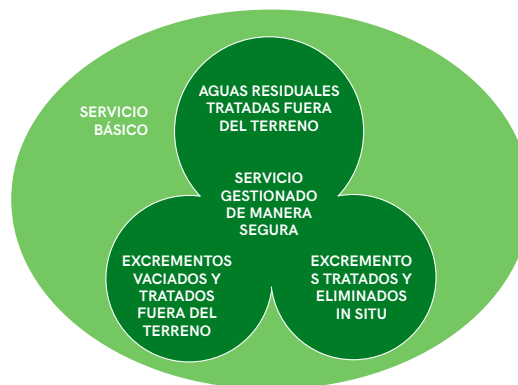 SERVICIO
BÁSICO
AGUAS RESIDUALES
TRATADAS FUERA
DEL TERRENO
SERVICIO
GESTIONADO
DE MANERA
SEGURA
EXCREMENTOS
VACIADOS Y
TRATADOS
FUERA DEL
TERRENO
EXCREMENTO
S TRATADOS Y
ELIMINADOS
IN SITU